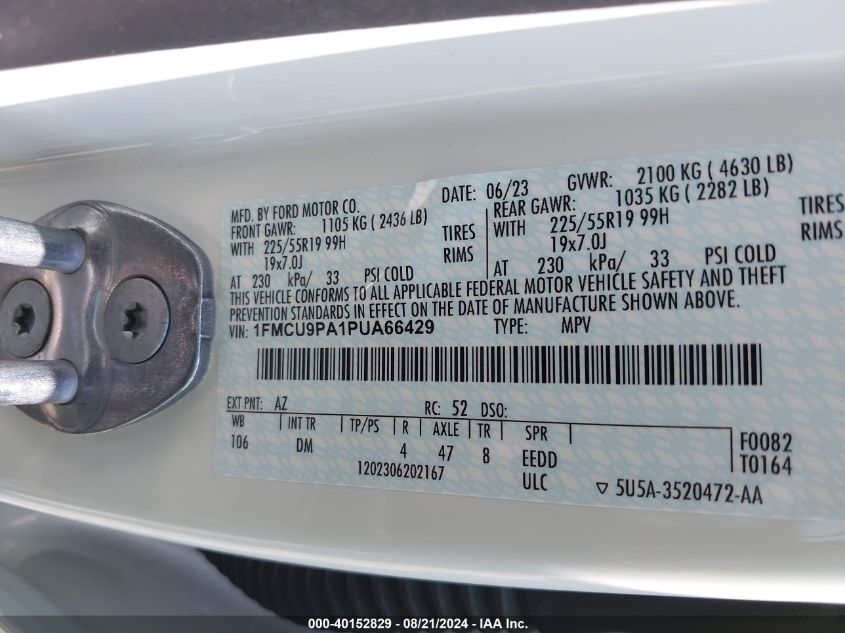 MFD. BY FORD MOTOR CO.
DATE: 06/23 GVWR: 2100 KG ( 4630 LB)
FRONT GAWR: 1105 KG ( 2436 LB)
REAR GAWR: 1035 KG ( 2282 LB)
WITH 225/55R19 99H TIRES
WITH 225/55R19 99H TIRES
19x7.0J RIMS
19x7.0J RIMS
AT 230 kPa/ 33 PSI COLD
AT 230 kPa/ 33 PSI COLD
THIS VEHICLE CONFORMS TO ALL APPLICABLE FEDERAL MOTOR VEHICLE SAFETY AND THEFT
PREVENTION STANDARDS IN EFFECT ON THE DATE OF MANUFACTURE SHOWN ABOVE.
VIN: 1FMCU9PA1PUA66429 TYPE: MPV
EXT PNT: AZ RC: 52 DSO:
WB INT TR TP/PS R AXLE TR SPR
106 DM 4 47 8 EEDD
F0082
T0164
1202306202167 ULC ▽ 5U5A-3520472-AA
000-40152829 - 08/21/2024 - IAA Inc.